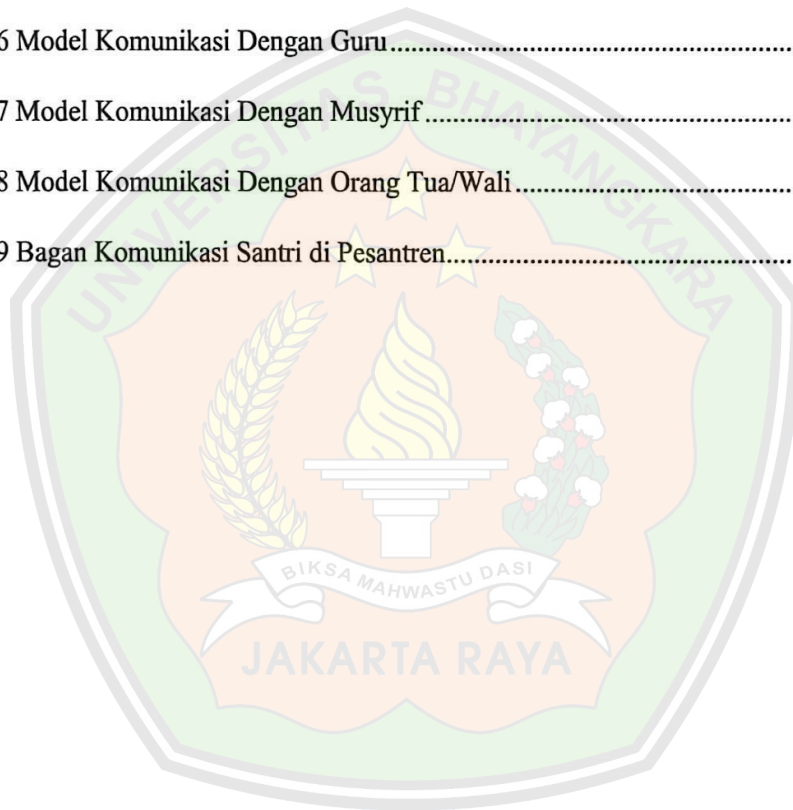 6 Model Komunikasi Dengan Guru......................................................................
7 Model Komunikasi Dengan Musyrif................................................................
8 Model Komunikasi Dengan Orang Tua/Wali..................................................
9 Bagan Komunikasi Santri di Pesantren..............................................................
UNIVERSITAS BHAYANGKARA
BIKSA MAHWASTU DASI
JAKARTA RAYA